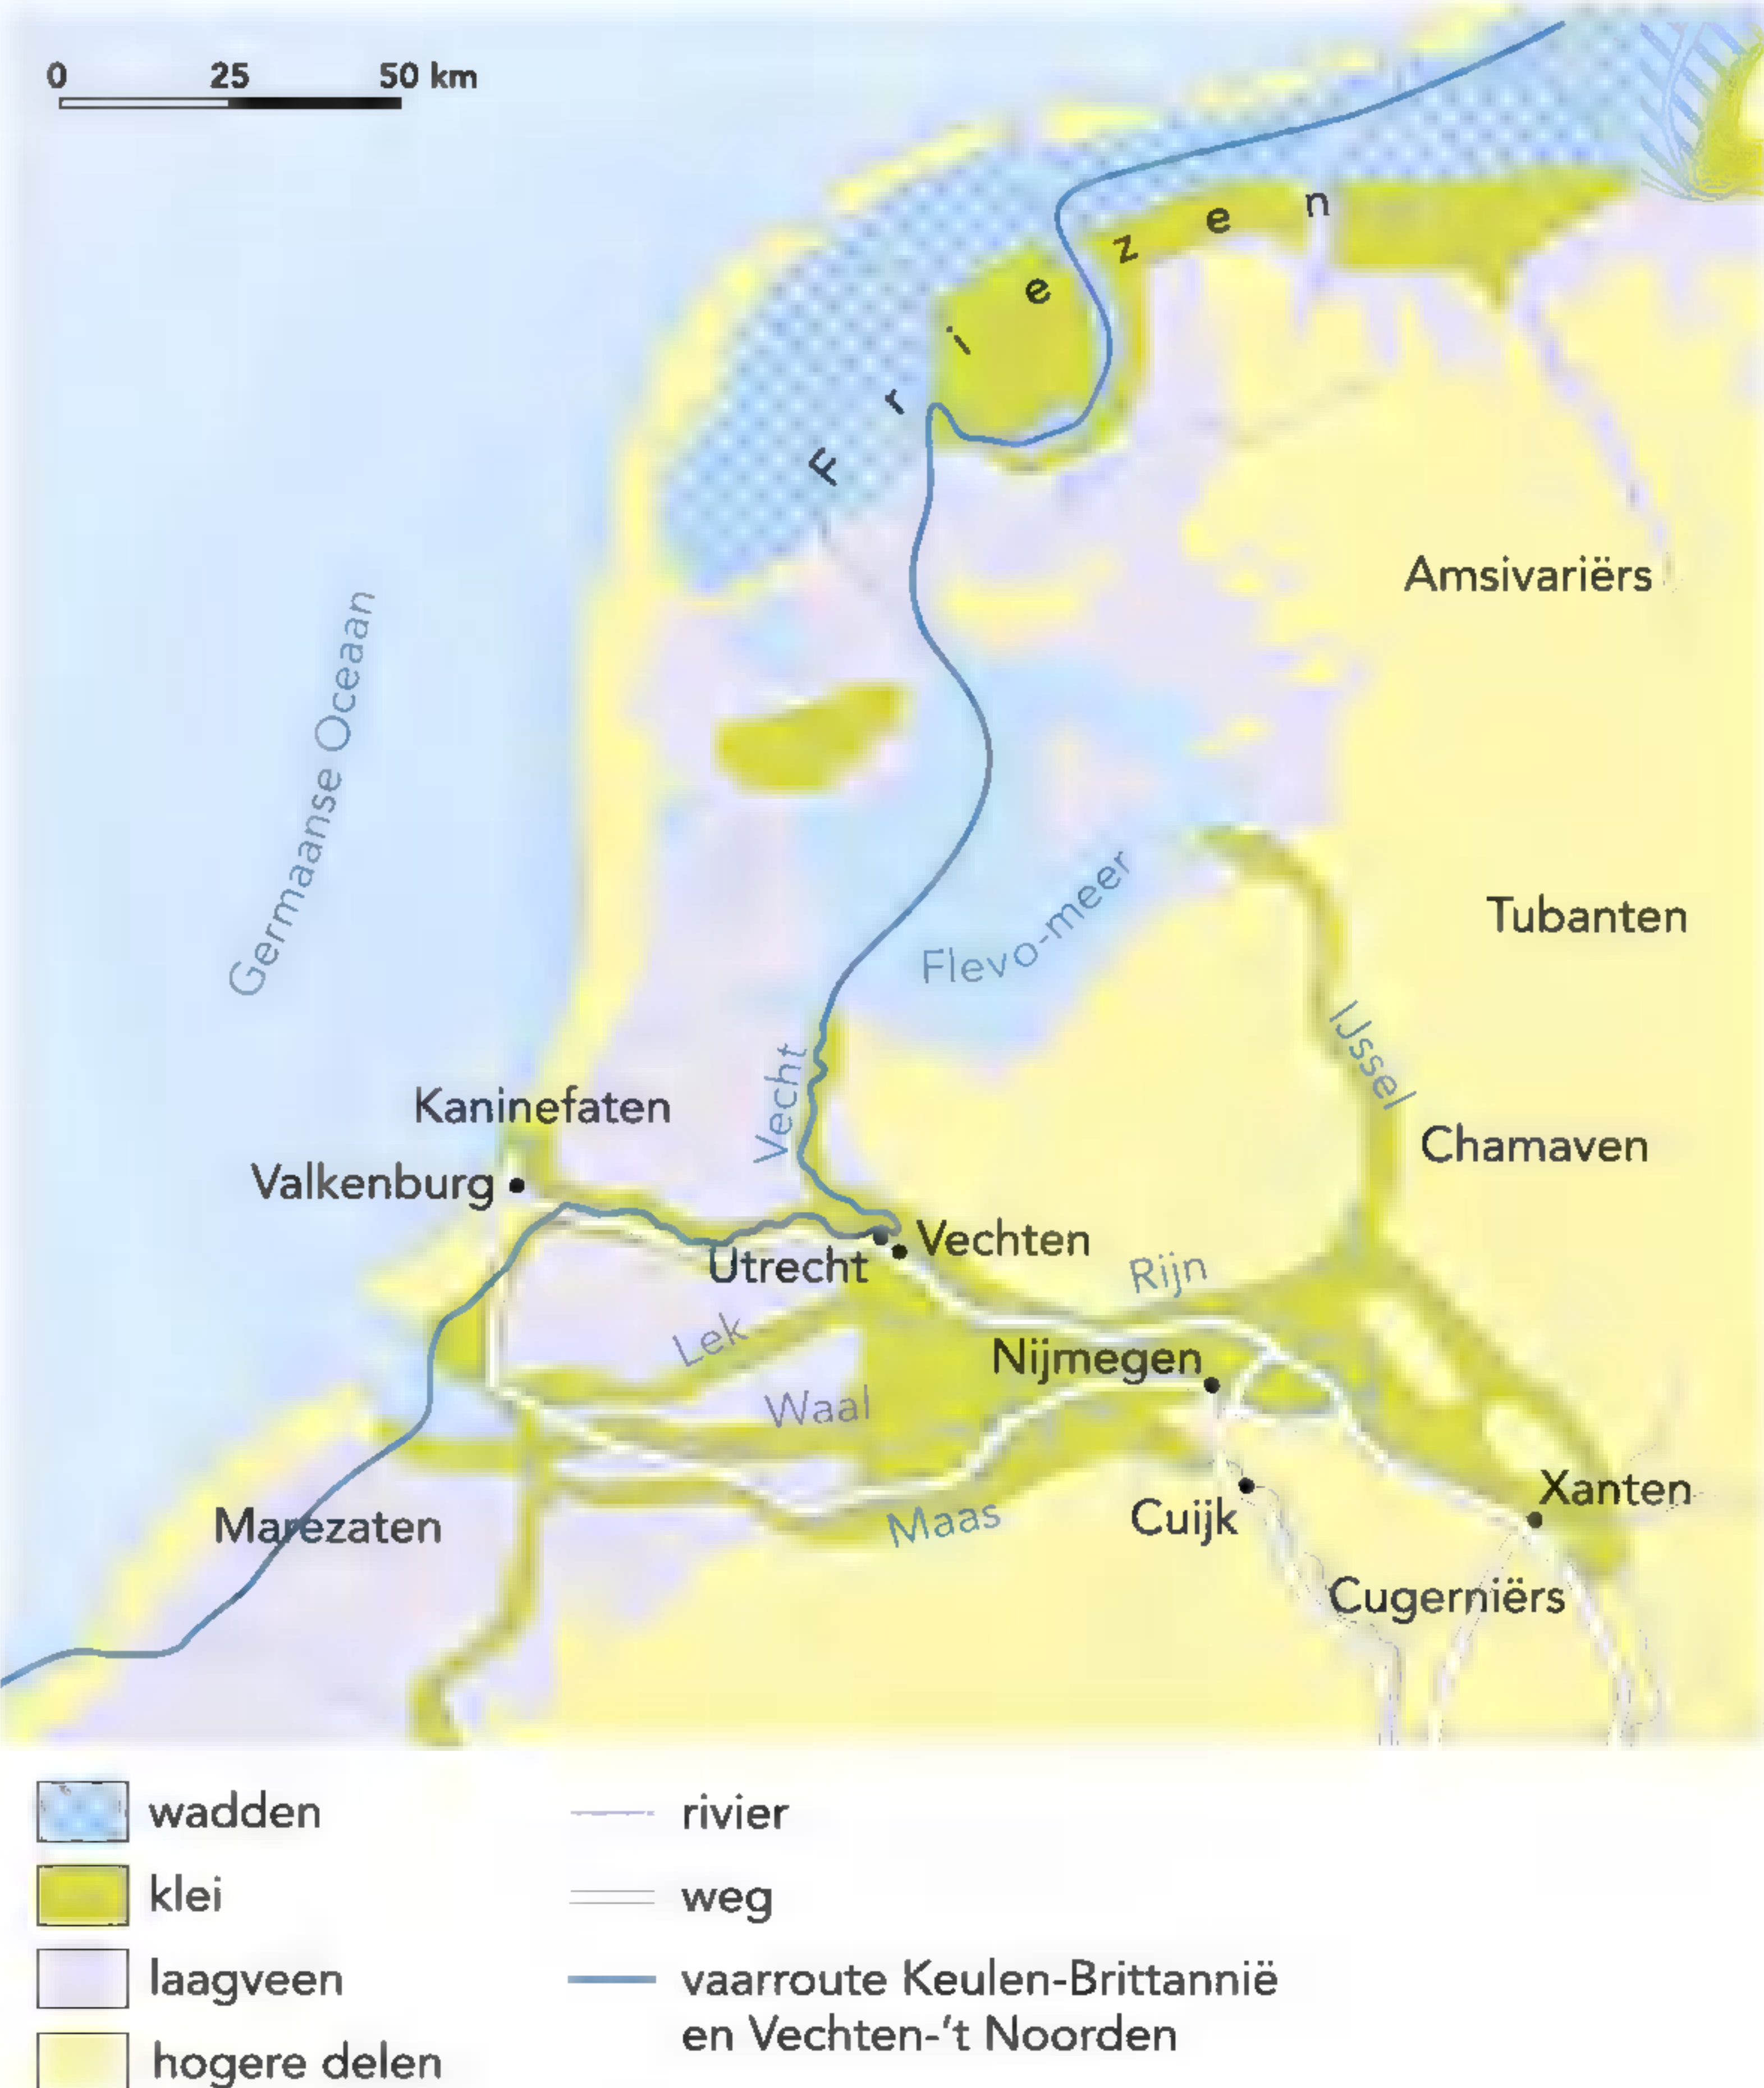 0 25 50 km
Friezen
Amsivariërs
Germaanse Oceaan
Tubanten
Flevo-meer
IJssel
Vecht
Kaninefaten
Chamaven
Valkenburg
Vechten
Utrecht
Rijn
Lek
Nijmegen
Waal
Xanten
Maas
Cuijk
Marezaten
Cugerniërs
wadden
klei
laagveen
hogere delen
rivier
weg
vaarroute Keulen-Brittannië
en Vechten-'t Noorden